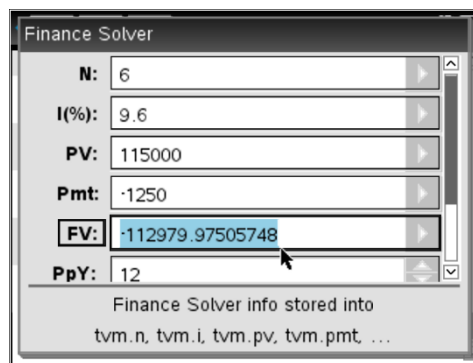 Finance Solver
N: 6
I(%): 9.6
PV: 115000
Pmt: -1250
FV: -112979.97505748
PpY: 12
Finance Solver info stored into
tvm.n, tvm.i, tvm.pv, tvm.pmt, ...